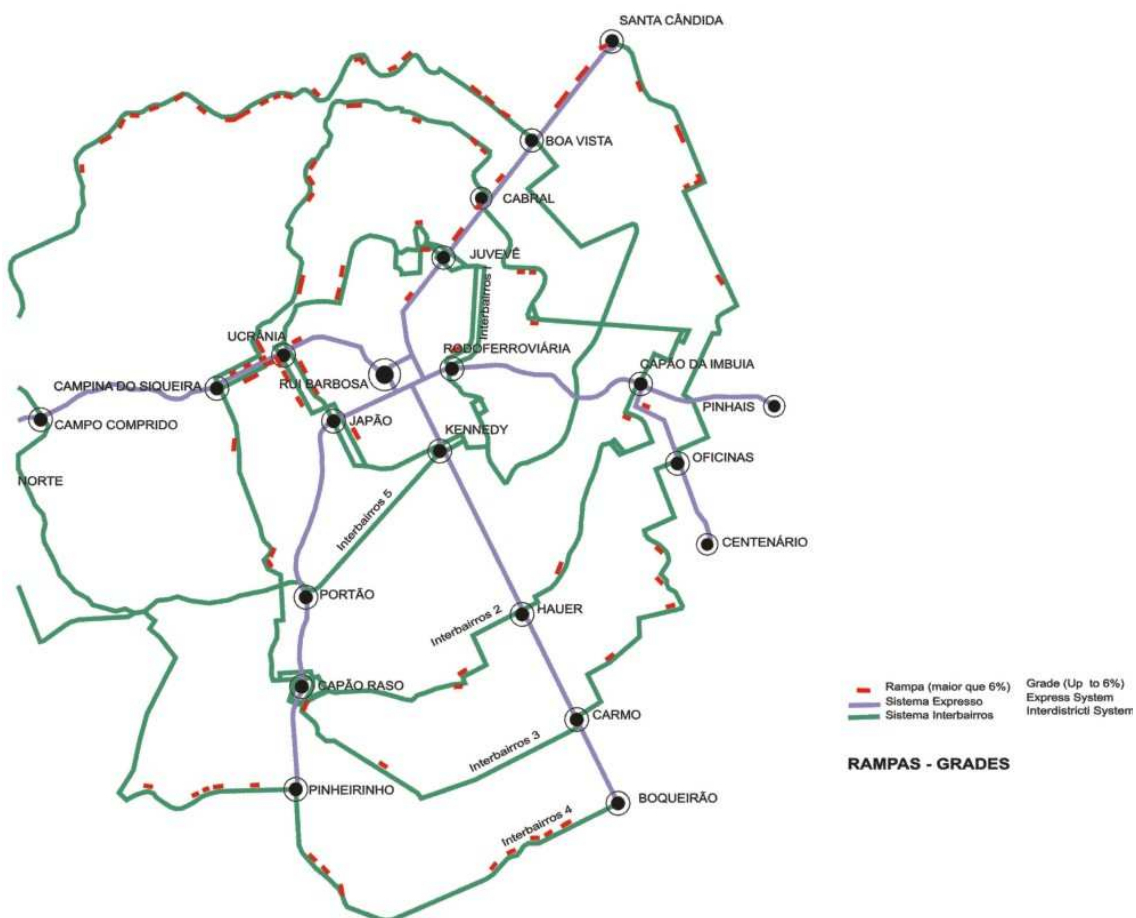 SANTA CÂNDIDA
BOA VISTA
CABRAL
JUVEVÊ
Interbairros 1
UCRÂNIA
RODOFERROVIÁRIA
CAPÃO DA IMBUIA
CAMPINA DO SIQUEIRA
RUI BARBOSA
PINHAIS
CAMPO COMPRIDO
JAPÃO
KENNEDY
OFICINAS
NORTE
Interbairros 5
CENTENÁRIO
PORTÃO
HAUER
Interbairros 2
CAPÃO RASO
CARMO
Interbairros 3
PINHEIRINHO
BOQUEIRÃO
Interbairros 4
Rampa (maior que 6%) Grade (Up to 6%)
Sistema Expresso Express System
Sistema Interbairros Interdistricti System
RAMPAS - GRADES